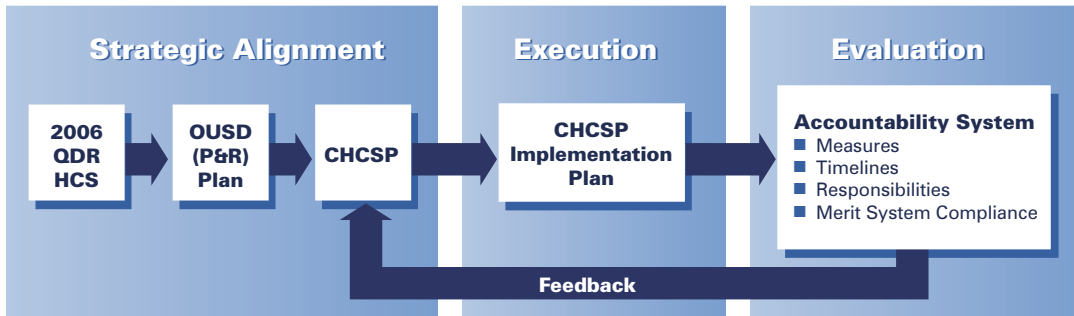 Strategic Alignment
2006
QDR
HCS
OUSD
(P&R)
Plan
CHCSP
Execution
CHCSP
Implementation
Plan
Evaluation
Accountability System
Measures
Timelines
Responsibilities
Merit System Compliance
Feedback